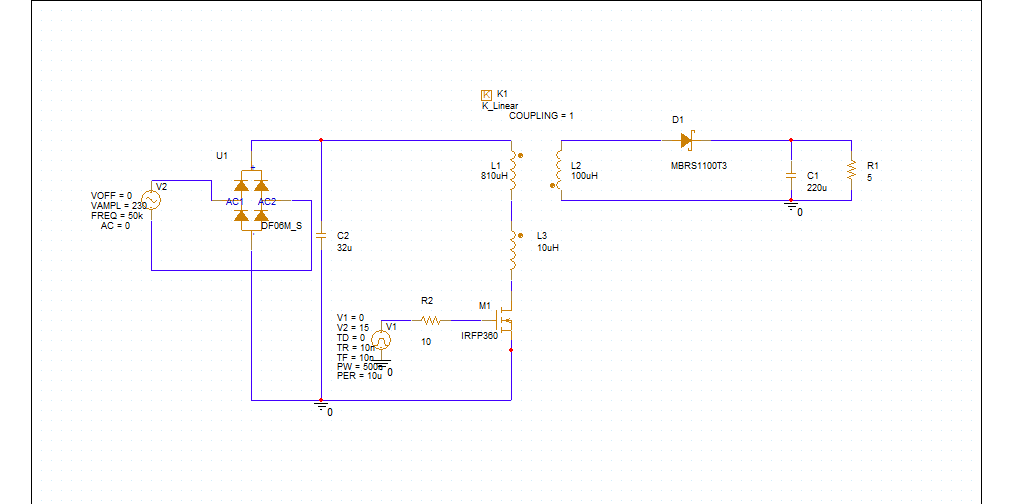 K K1
K_Linear
COUPLING = 1
D1
MBRS1100T3
U1
L1
810uH
L2
100uH
C1
220u
R1
5
0
V2
VOFF = 0
VAMPL = 230
FREQ = 50k
AC = 0
AC1 AC2
DF06M_S
C2
32u
L3
10uH
R2
10
M1
IRFP360
V1 = 0
V2 = 15
TD = 0
TR = 10n
TF = 10n
PW =
PER = 10u
V1
0
0